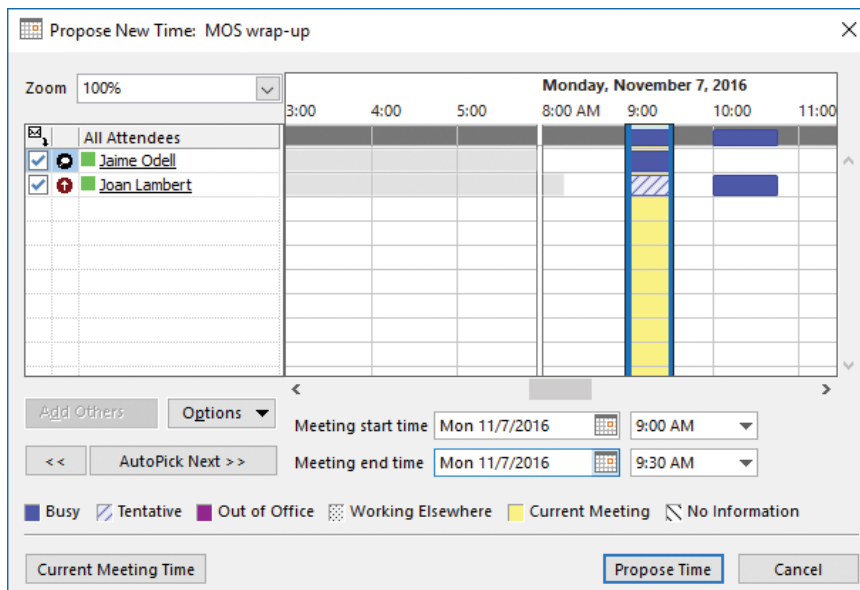 Propose New Time: MOS wrap-up
Zoom 100%
Monday, November 7, 2016
3:00 4:00 5:00 8:00 AM 9:00 10:00 11:00
All Attendees
Jaime Odell
Joan Lambert
Add Others Options
Meeting start time Mon 11/7/2016 9:00 AM
<< AutoPick Next >> Meeting end time Mon 11/7/2016 9:30 AM
Busy Tentative Out of Office Working Elsewhere Current Meeting No Information
Current Meeting Time Propose Time Cancel